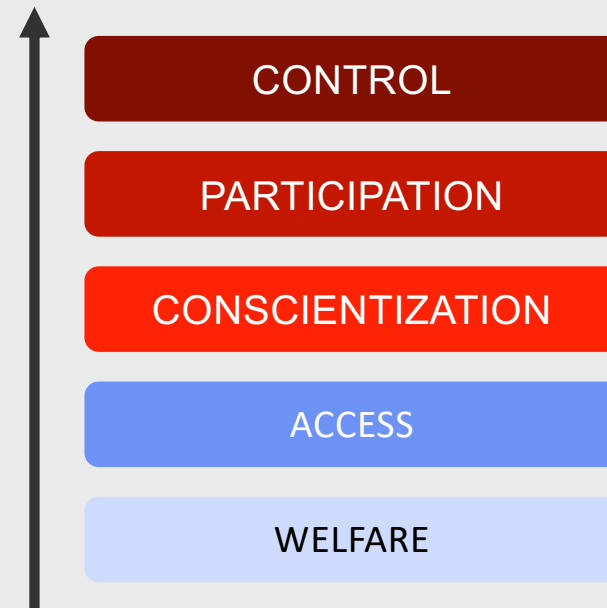 CONTROL
PARTICIPATION
CONSCIENTIZATION
ACCESS
WELFARE